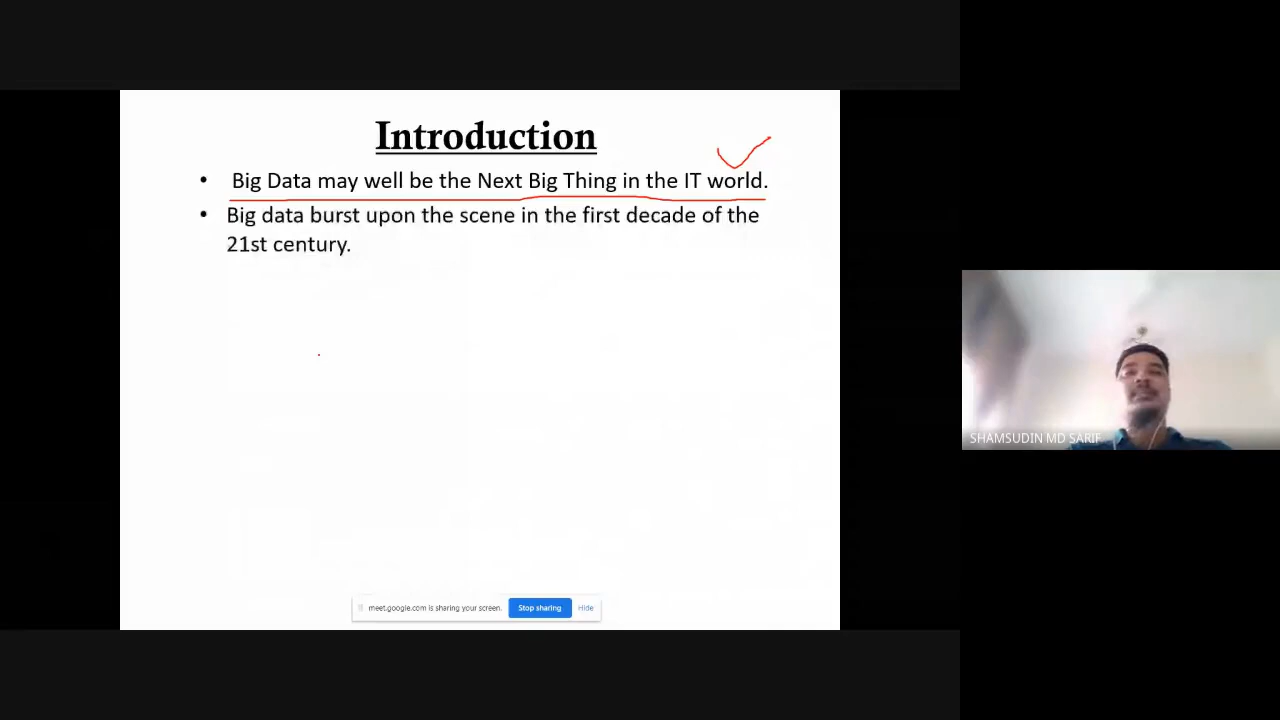 Introduction
• Big Data may well be the Next Big Thing in the IT world.
• Big data burst upon the scene in the first decade of the
21st century.
SHAMSUDIN MD SARIF
meet.google.com is sharing your screen. Stop sharing Hide